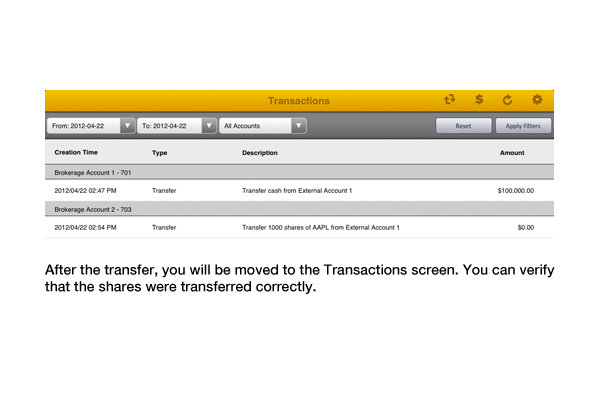 Transactions
From: 2012-04-22 To: 2012-04-22 All Accounts Reset Apply Filters
Creation Time Type Description Amount
Brokerage Account 1 - 701
2012/04/22 02:47 PM Transfer Transfer cash from External Account 1 $100,000.00
Brokerage Account 2 - 703
2012/04/22 02:54 PM Transfer Transfer 1000 shares of AAPL from External Account 1 $0.00
After the transfer, you will be moved to the Transactions screen. You can verify
that the shares were transferred correctly.